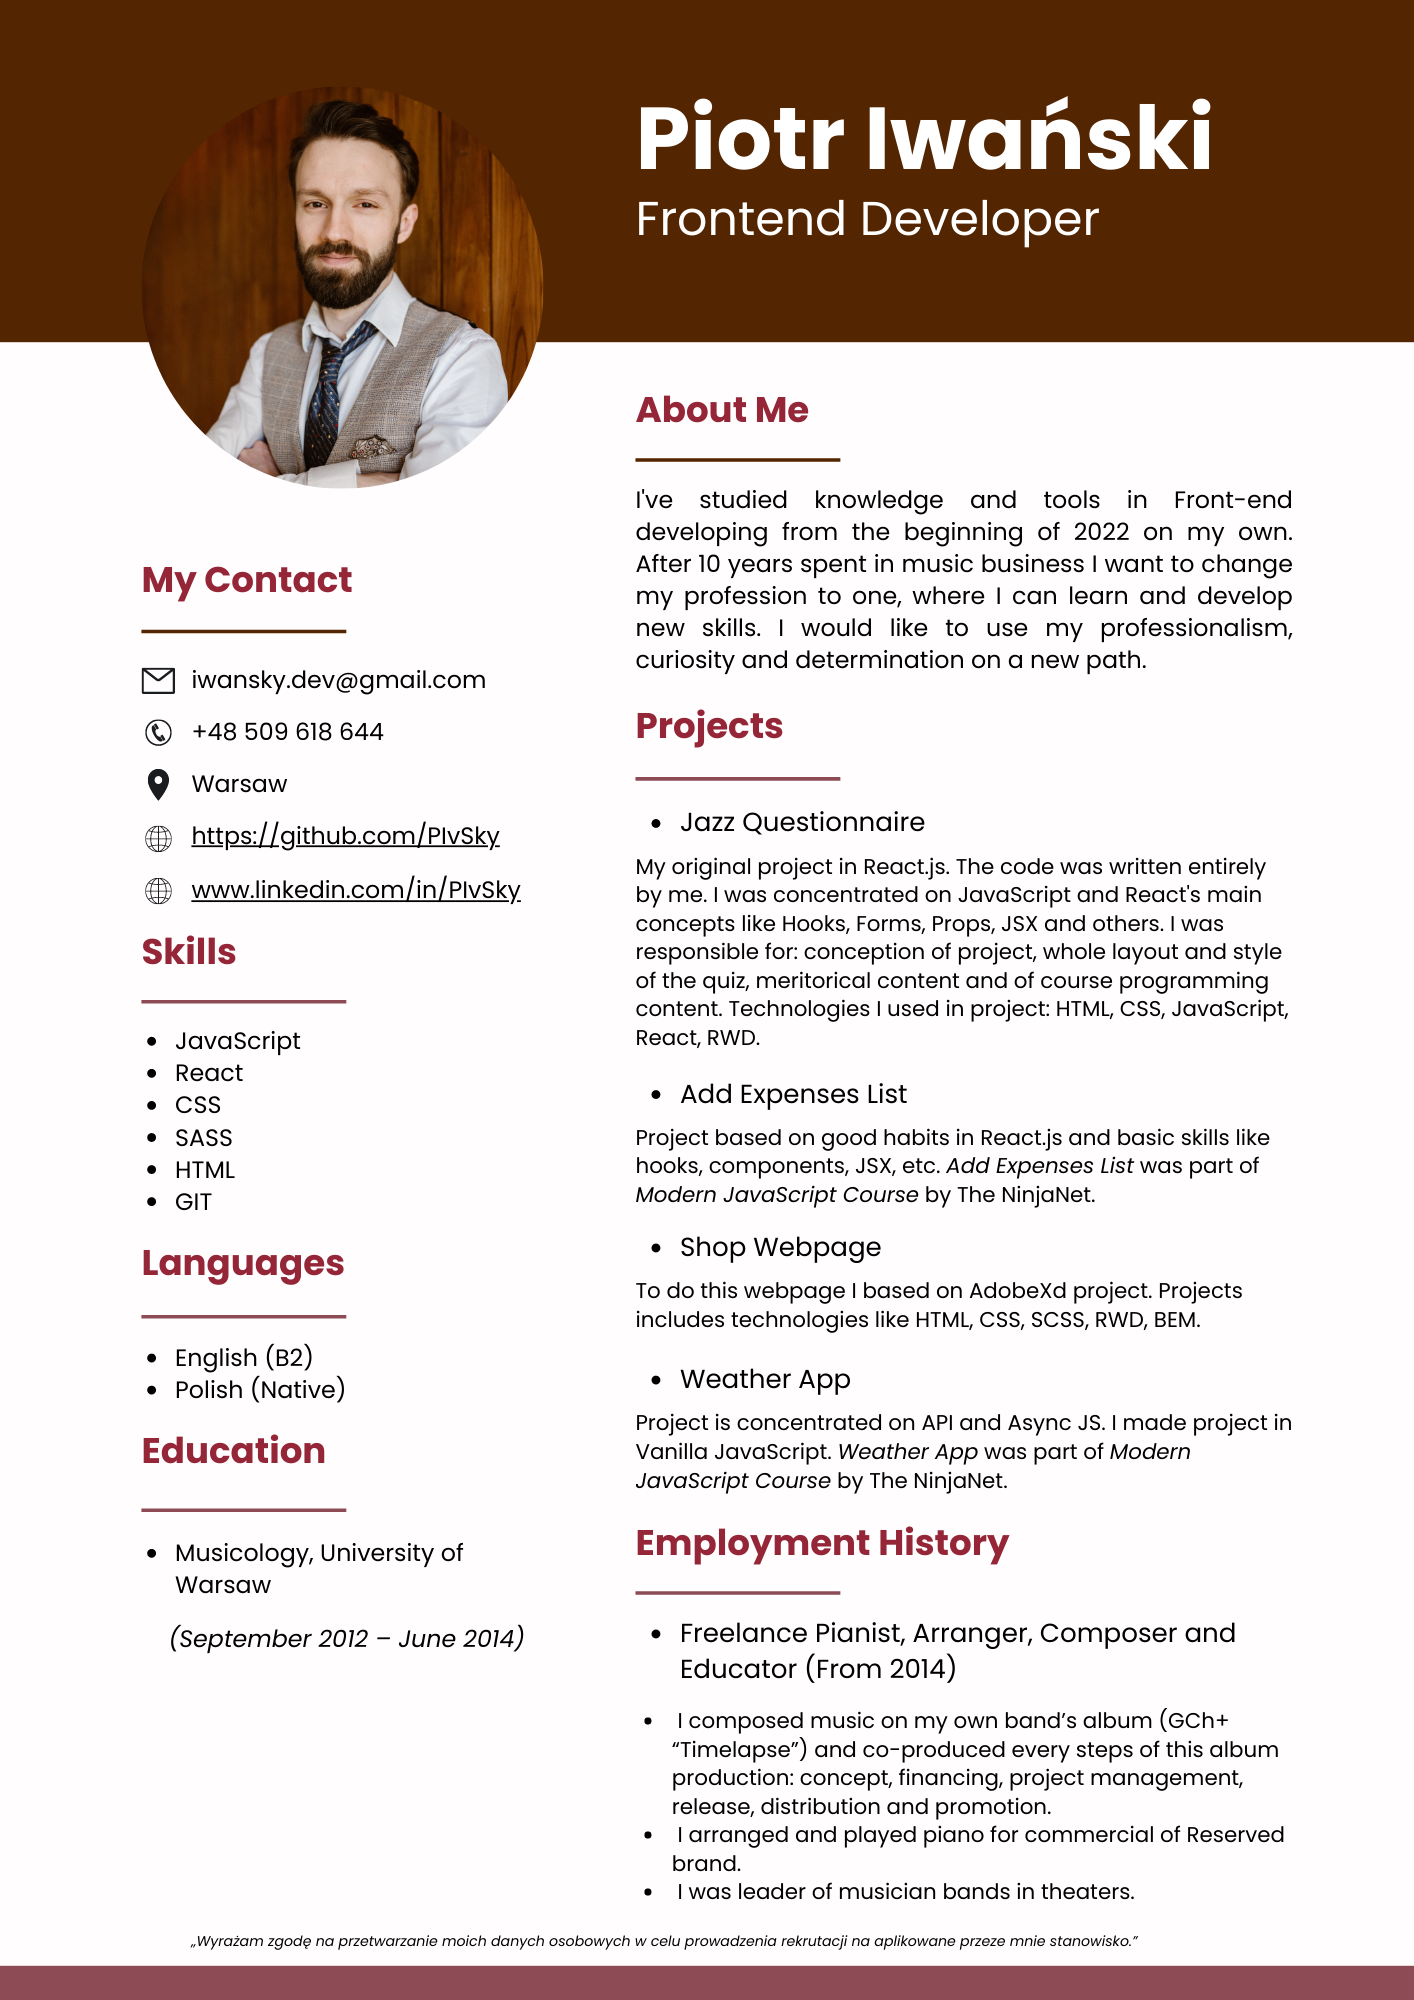 Piotr Iwański
Frontend Developer
My Contact
iwansky.dev@gmail.com
+48 509 618 644
Warsaw
https://github.com/PIvSky
www.linkedin.com/in/PIvSky
Skills
• JavaScript
• React
• CSS
• SASS
• HTML
• GIT
Languages
• English (B2)
• Polish (Native)
Education
• Musicology, University of
Warsaw
(September 2012 – June 2014)
About Me
I've studied knowledge and tools in Front-end
developing from the beginning of 2022 on my own.
After 10 years spent in music business I want to change
my profession to one, where I can learn and develop
new skills. I would like to use my professionalism,
curiosity and determination on a new path.
Projects
• Jazz Questionnaire
My original project in React.js. The code was written entirely
by me. I was concentrated on JavaScript and React's main
concepts like Hooks, Forms, Props, JSX and others. I was
responsible for: conception of project, whole layout and style
of the quiz, meritorical content and of course programming
content. Technologies I used in project: HTML, CSS, JavaScript,
React, RWD.
• Add Expenses List
Project based on good habits in React.js and basic skills like
hooks, components, JSX, etc. Add Expenses List was part of
Modern JavaScript Course by The NinjaNet.
• Shop Webpage
To do this webpage I based on AdobeXd project. Projects
includes technologies like HTML, CSS, SCSS, RWD, BEM.
• Weather App
Project is concentrated on API and Async JS. I made project in
Vanilla JavaScript. Weather App was part of Modern
JavaScript Course by The NinjaNet.
Employment History
• Freelance Pianist, Arranger, Composer and
Educator (From 2014)
• I composed music on my own band’s album (GCh+
“Timelapse”) and co-produced every steps of this album
production: concept, financing, project management,
release, distribution and promotion.
• I arranged and played piano for commercial of Reserved
brand.
• I was leader of musician bands in theaters.
„Wyrażam zgodę na przetwarzanie moich danych osobowych w celu prowadzenia rekrutacji na aplikowane przeze mnie stanowisko.”